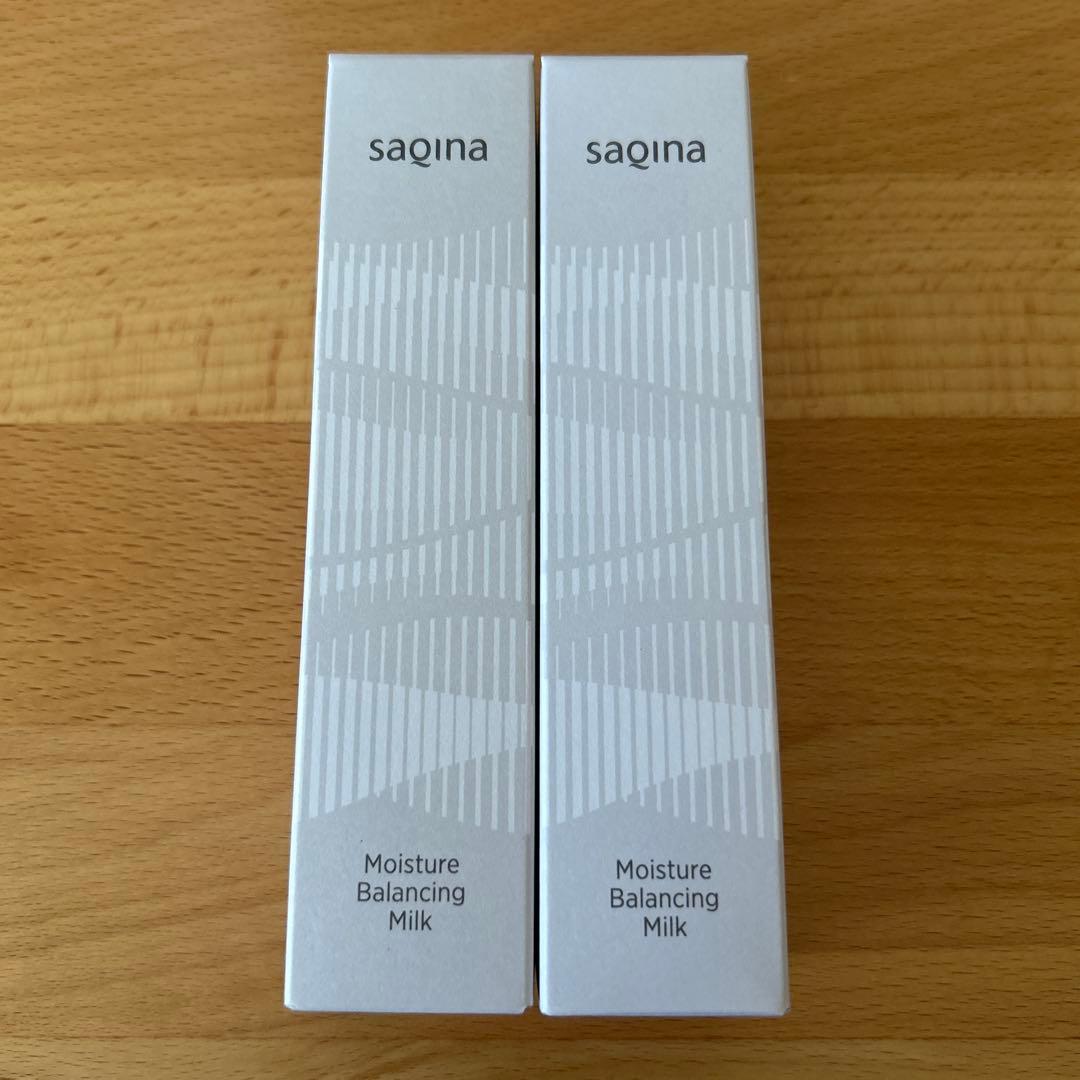 saqina
Moisture
Balancing
Milk
saqina
Moisture
Balancing
Milk